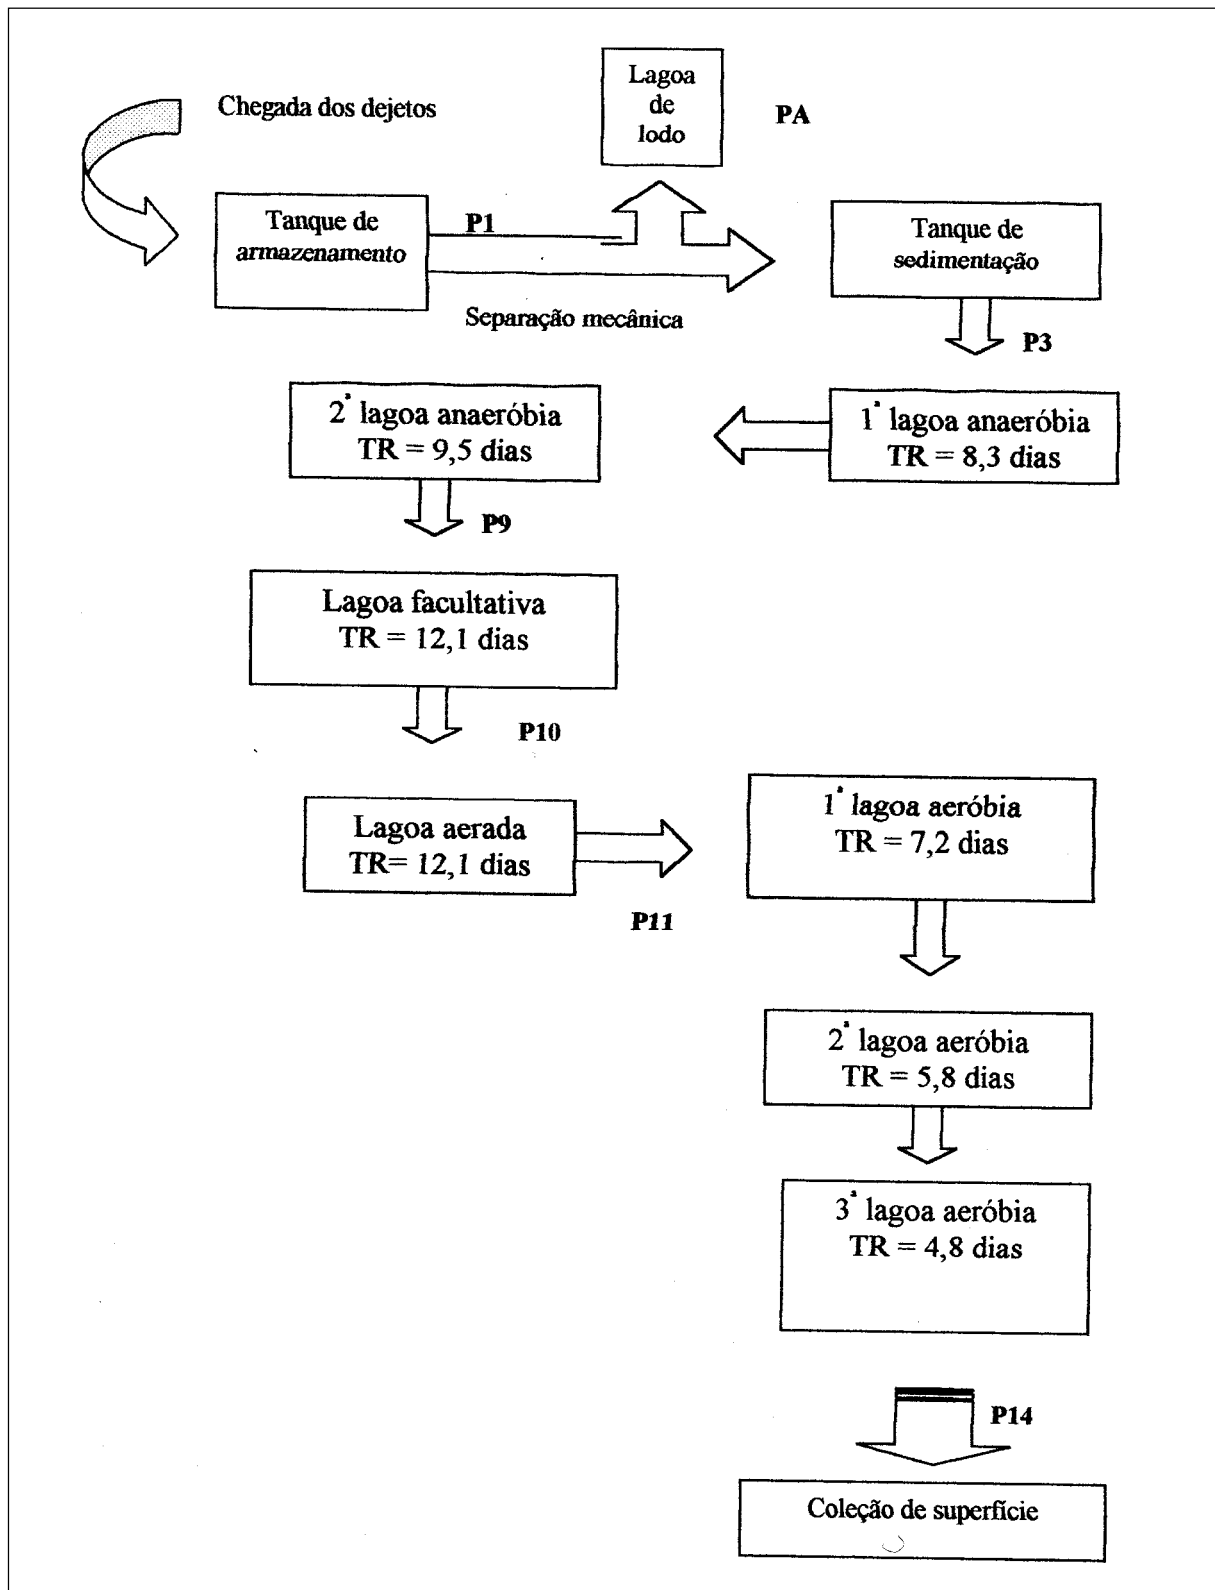 Chegada dos dejetos
Lagoa
de
lodo
PA
Tanque de
armazenamento
P1
Tanque de
sedimentação
Separação mecânica
P3
2ª lagoa anaeróbia
TR = 9,5 dias
1ª lagoa anaeróbia
TR = 8,3 dias
P9
Lagoa facultativa
TR = 12,1 dias
P10
Lagoa aerada
TR= 12,1 dias
1ª lagoa aeróbia
TR = 7,2 dias
P11
2ª lagoa aeróbia
TR = 5,8 dias
3ª lagoa aeróbia
TR = 4,8 dias
P14
Coleção de superfície